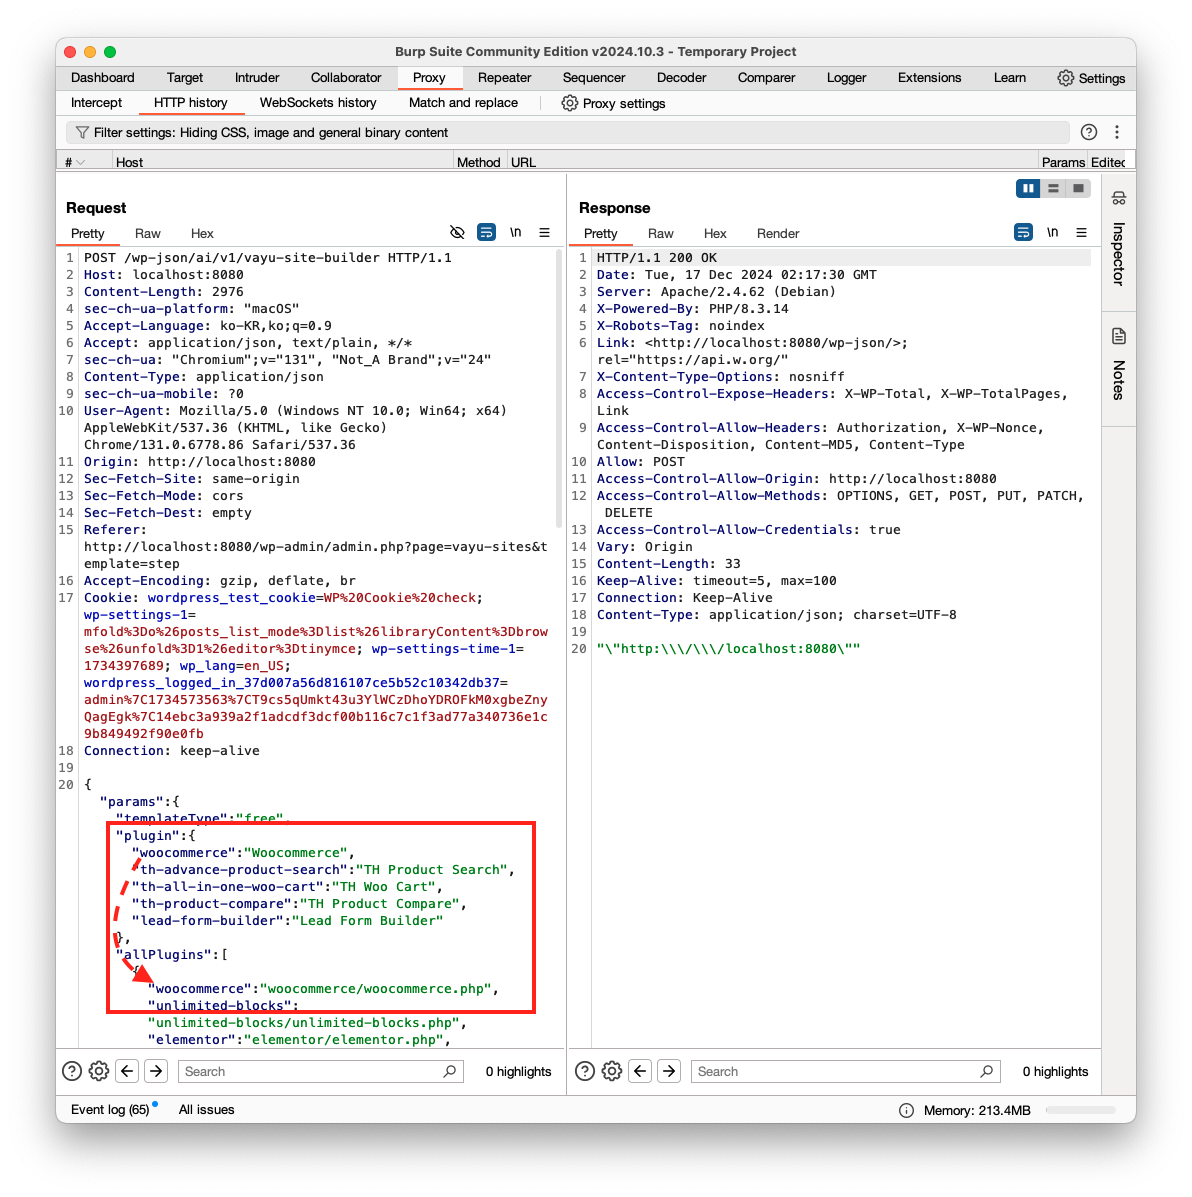 Burp Suite Community Edition v2024.10.3 - Temporary Project
Dashboard Target Intruder Collaborator Proxy Repeater Sequencer Decoder Comparer Logger Extensions Learn Settings
Intercept HTTP history WebSockets history Match and replace Proxy settings
Filter settings: Hiding CSS, image and general binary content
# Host Method URL Params Edited
Request
Pretty Raw Hex \n
1 POST /wp-json/ai/v1/vayu-site-builder HTTP/1.1
2 Host: localhost:8080
3 Content-Length: 2976
4 sec-ch-ua-platform: "macOS"
5 Accept-Language: ko-KR,ko;q=0.9
6 Accept: application/json, text/plain, */*
7 sec-ch-ua: "Chromium";v="131", "Not_A Brand";v="24"
8 Content-Type: application/json
9 sec-ch-ua-mobile: ?0
10 User-Agent: Mozilla/5.0 (Windows NT 10.0; Win64; x64)
AppleWebKit/537.36 (KHTML, like Gecko)
Chrome/131.0.6778.86 Safari/537.36
11 Origin: http://localhost:8080
12 Sec-Fetch-Site: same-origin
13 Sec-Fetch-Mode: cors
14 Sec-Fetch-Dest: empty
15 Referer:
http://localhost:8080/wp-admin/admin.php?page=vayu-sites&t
emplate=step
16 Accept-Encoding: gzip, deflate, br
17 Cookie: wordpress_test_cookie=WP%20Cookie%20check;
wp-settings-1=
mfold%3Do%26posts_list_mode%3Dlist%26libraryContent%3Dbrow
se%26unfold%3D1%26editor%3Dtinymce; wp-settings-time-1=
1734397689; wp_lang=en_US;
wordpress_logged_in_37d007a56d816107ce5b52c10342db37=
admin%7C1734573563%7CT9cs5qUmkt43u3YlWCzDhoYDROFkM0xgbeZny
QagEgk%7C14ebc3a939a2f1adcdf3dcf00b116c7c1f3ad77a340736e1c
9b849492f90e0fb
18 Connection: keep-alive
19
20 {
"params":{
"templateType":"free",
"plugin":{
"woocommerce":"Woocommerce",
"th-advance-product-search":"TH Product Search",
"th-all-in-one-woo-cart":"TH Woo Cart",
"th-product-compare":"TH Product Compare",
"lead-form-builder":"Lead Form Builder"
},
"allPlugins":[
{
"woocommerce":"woocommerce/woocommerce.php",
"unlimited-blocks":
"unlimited-blocks/unlimited-blocks.php",
"elementor":"elementor/elementor.php",
Search 0 highlights
Response
Pretty Raw Hex Render \n
1 HTTP/1.1 200 OK
2 Date: Tue, 17 Dec 2024 02:17:30 GMT
3 Server: Apache/2.4.62 (Debian)
4 X-Powered-By: PHP/8.3.14
5 X-Robots-Tag: noindex
6 Link: <http://localhost:8080/wp-json/>;
rel="https://api.w.org/"
7 X-Content-Type-Options: nosniff
8 Access-Control-Expose-Headers: X-WP-Total, X-WP-TotalPages,
Link
9 Access-Control-Allow-Headers: Authorization, X-WP-Nonce,
Content-Disposition, Content-MD5, Content-Type
10 Allow: POST
11 Access-Control-Allow-Origin: http://localhost:8080
12 Access-Control-Allow-Methods: OPTIONS, GET, POST, PUT, PATCH,
DELETE
13 Access-Control-Allow-Credentials: true
14 Vary: Origin
15 Content-Length: 33
16 Keep-Alive: timeout=5, max=100
17 Connection: Keep-Alive
18 Content-Type: application/json; charset=UTF-8
19
20 "\"http:\\\/\\\/localhost:8080\""
Search 0 highlights
Inspector
Notes
Event log (65) All issues Memory: 213.4MB